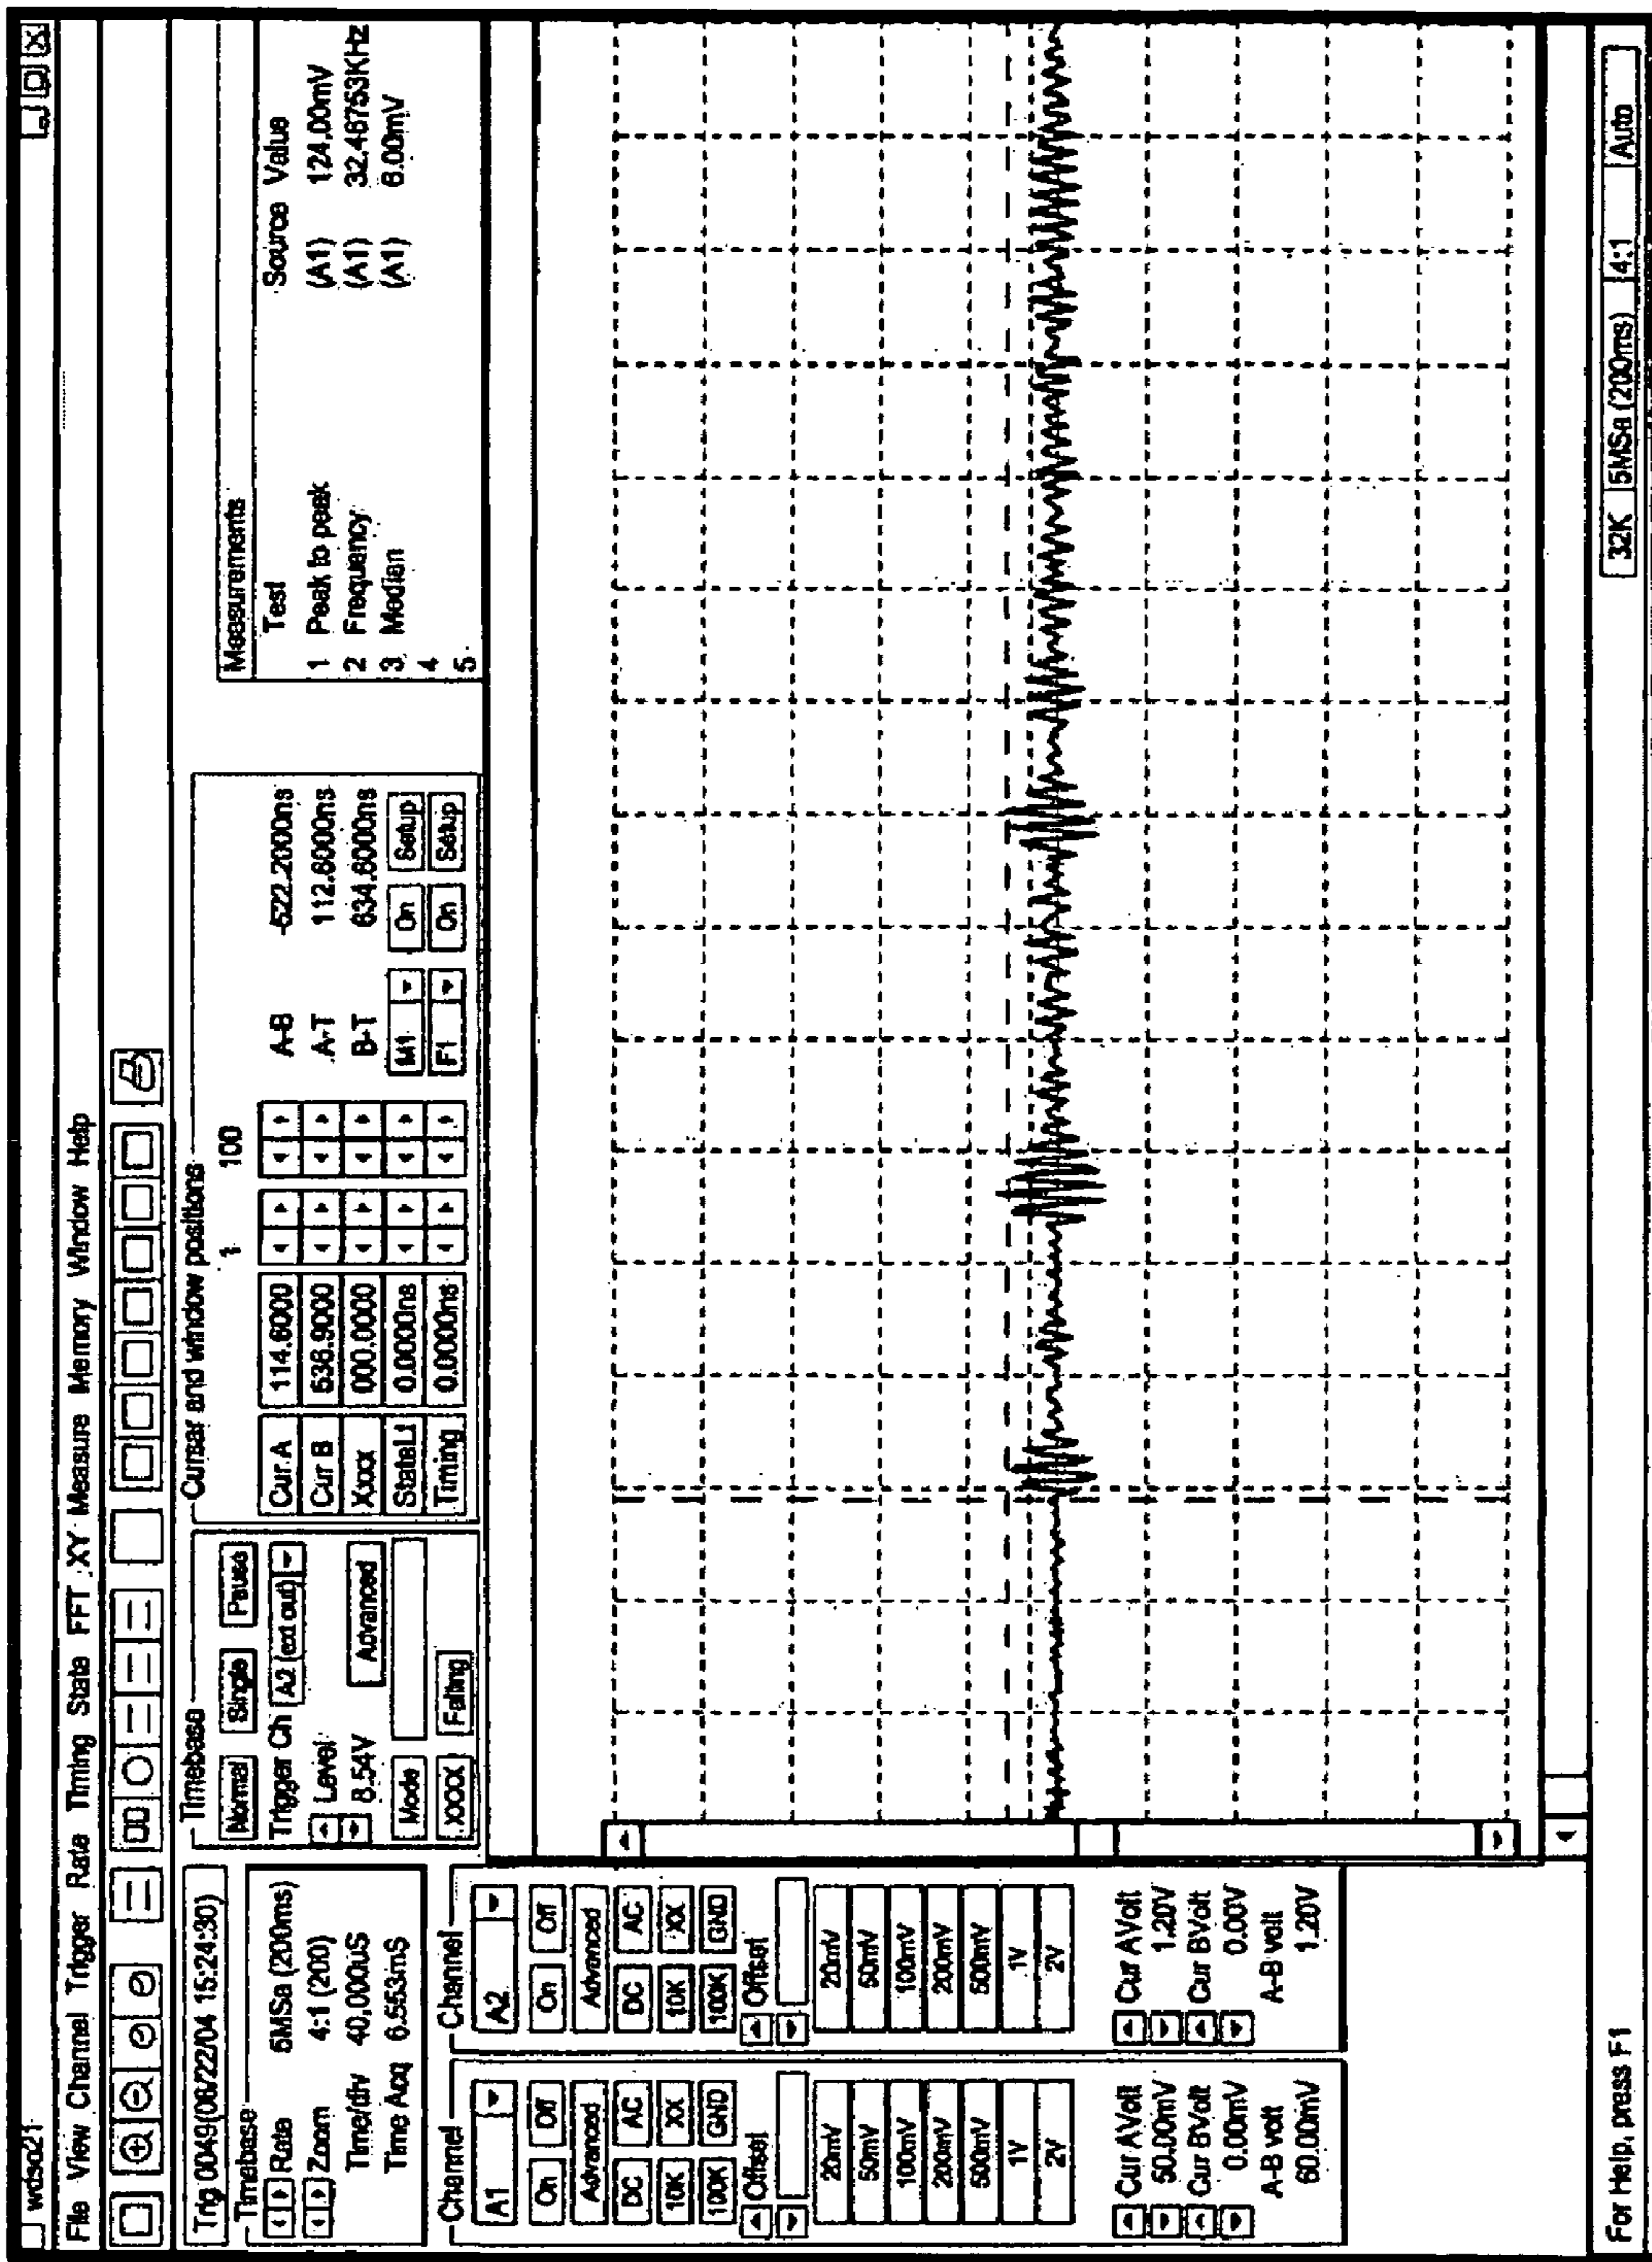 wdso21
File View Channel Trigger Rate Timing State FFT XY Measure Memory Window Help
Trig 0049(06/22/04 15:24:30)
Timebase
Rate 5MSa (200ms)
Zoom 4:1 (200)
Time/div 40,000uS
Time Acq 6.553mS
Timebase
Normal Single Pause
Trigger Ch A2 (ext out)
Level
8.54V Advanced
Mode
XXXX Falling
Cursar and window positions
1 100
Cur A 114.6000 A-B -522.2000ns
Cur B 536.9000 A-T 112.6000ns
Xxxx 000.0000 B-T 634.6000ns
StateLt 0.0000ns M1 On Setup
Timing 0.0000ns F1 On Setup
Measurements
Test Source Value
1 Peak to peak (A1) 124.00mV
2 Frequency (A1) 32.46753KHz
3 Median (A1) 6.00mV
4
5
Channel
A1
On Off
Advanced
DC AC
10K XX
100K GND
Offset
20mV
50mV
100mV
200mV
500mV
1V
2V
Cur AVolt
50.00mV
Cur BVolt
0.00mV
A-B volt
60.00mV
Channel
A2
On Off
Advanced
DC AC
10K XX
100K GND
Offset
20mV
50mV
100mV
200mV
500mV
1V
2V
Cur AVolt
1.20V
Cur BVolt
0.00V
A-B volt
1.20V
For Help, press F1
32K 5MSa (200ms) 4:1 Auto